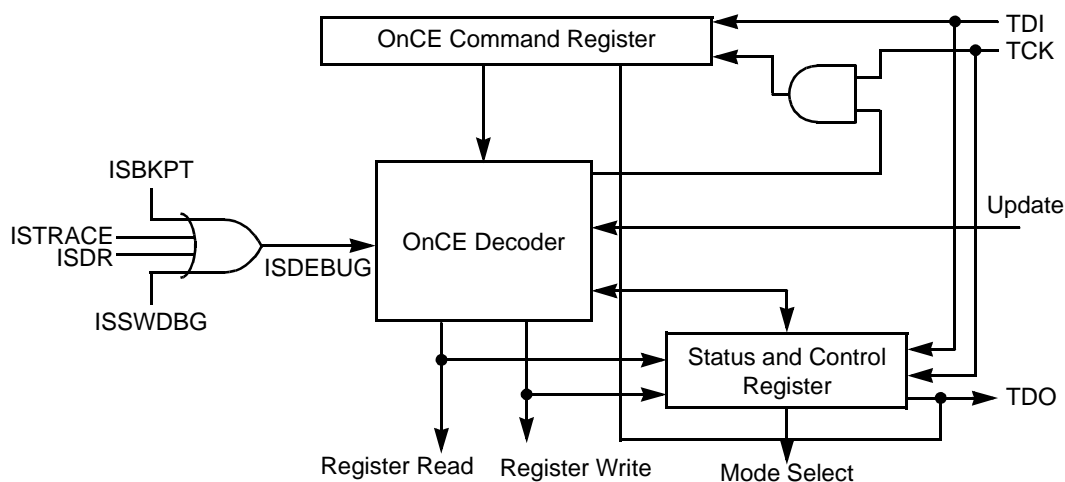 OnCE Command Register
TDI
TCK
ISBKPT
ISTRACE
ISDR
ISSWDBG
ISDEBUG
OnCE Decoder
Update
Status and Control
Register
TDO
Register Read
Register Write
Mode Select